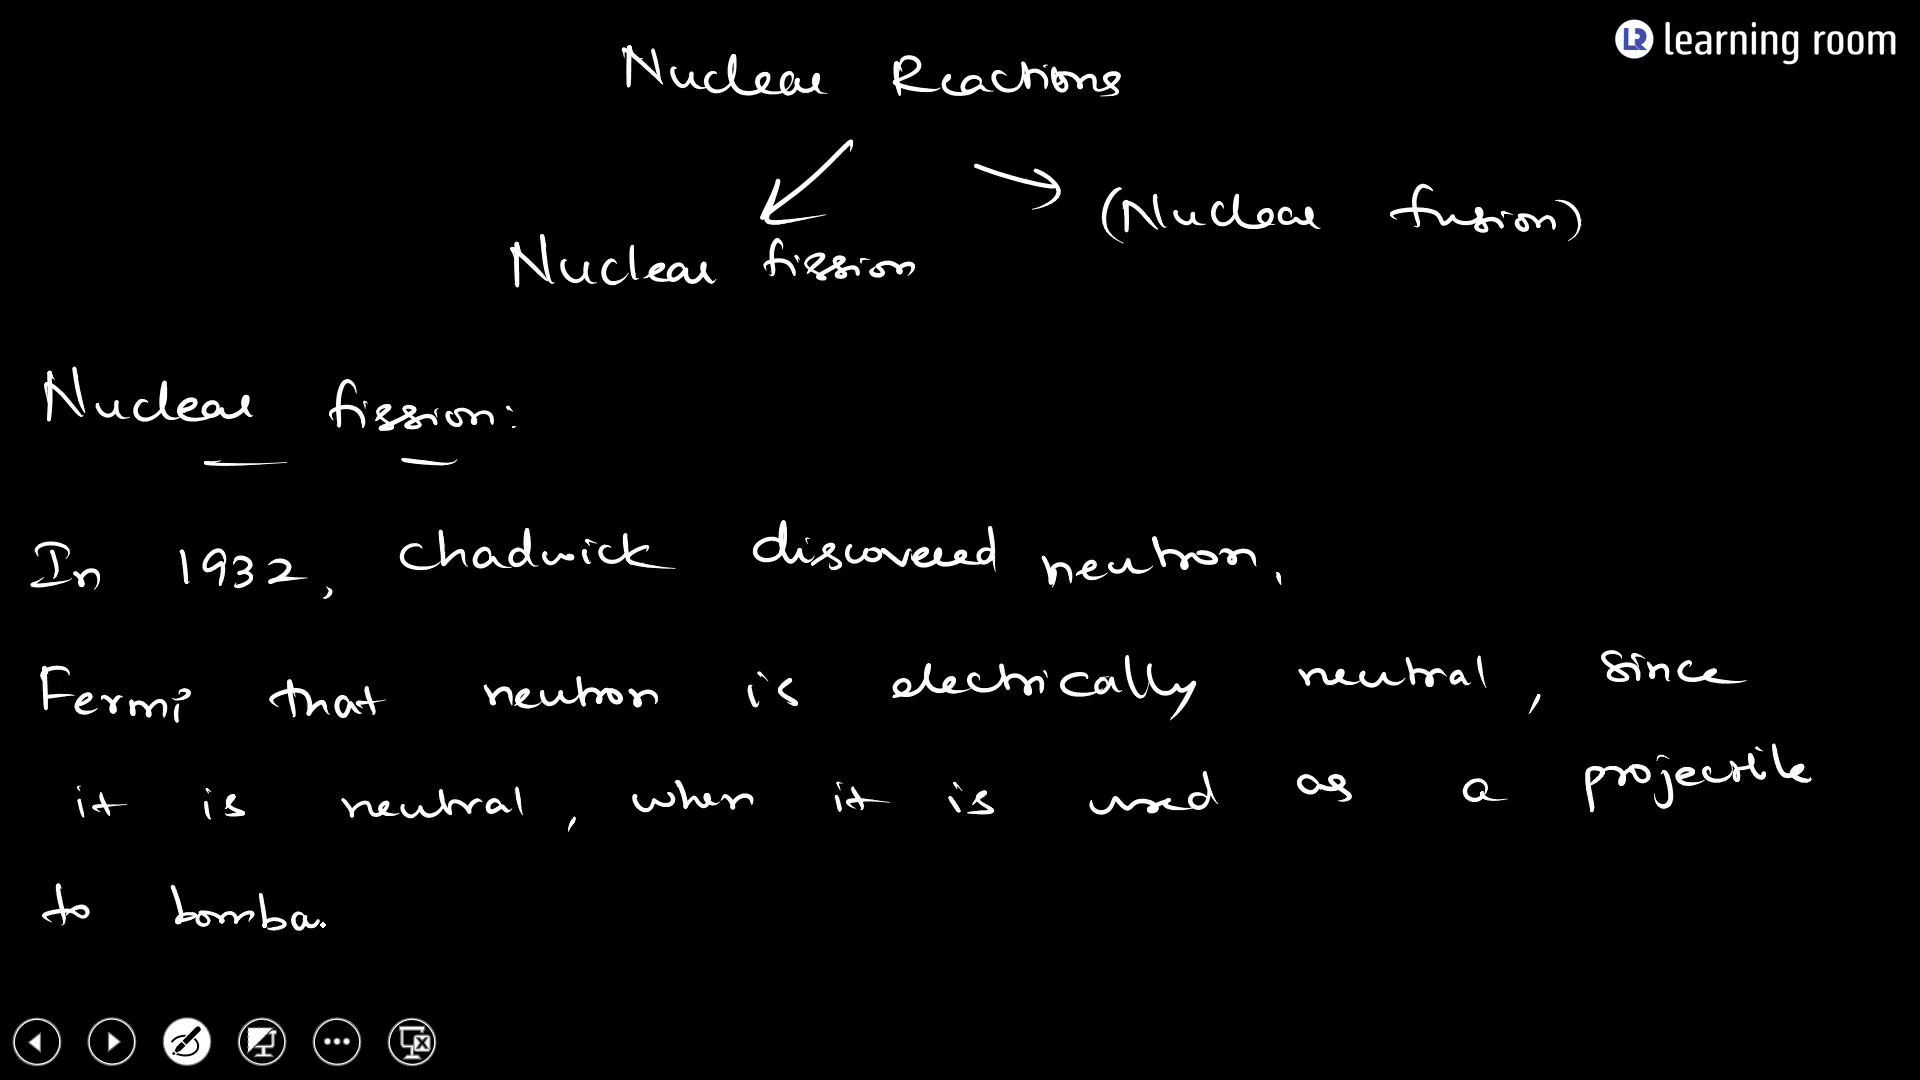 learning room
Nuclear Reactions
(Nuclear fusion)
Nuclear fission
Nuclear fission:
In 1932, chadwick discovered neutron.
Fermi that neutron is electrically neutral, since
it is neutral, when it is used as a projectile
to bomba.